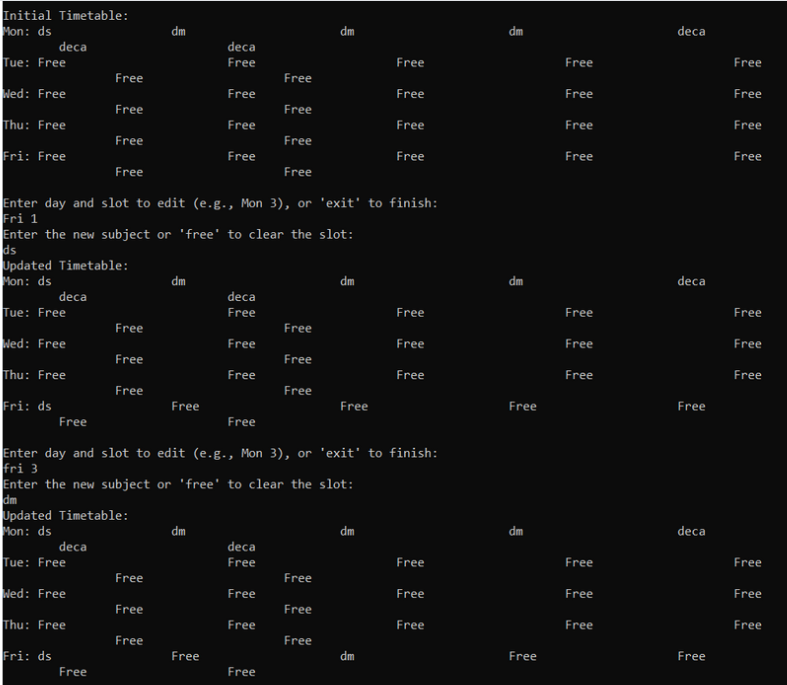 Initial Timetable:
Mon: ds dm dm dm deca
deca deca
Tue: Free Free Free Free Free
Free Free
Wed: Free Free Free Free Free
Free Free
Thu: Free Free Free Free Free
Free Free
Fri: Free Free Free Free Free
Free Free
Enter day and slot to edit (e.g., Mon 3), or 'exit' to finish:
Fri 1
Enter the new subject or 'free' to clear the slot:
ds
Updated Timetable:
Mon: ds dm dm dm deca
deca deca
Tue: Free Free Free Free Free
Free Free
Wed: Free Free Free Free Free
Free Free
Thu: Free Free Free Free Free
Free Free
Fri: ds Free Free Free Free
Free Free
Enter day and slot to edit (e.g., Mon 3), or 'exit' to finish:
fri 3
Enter the new subject or 'free' to clear the slot:
dm
Updated Timetable:
Mon: ds dm dm dm deca
deca deca
Tue: Free Free Free Free Free
Free Free
Wed: Free Free Free Free Free
Free Free
Thu: Free Free Free Free Free
Free Free
Fri: ds Free dm Free Free
Free Free